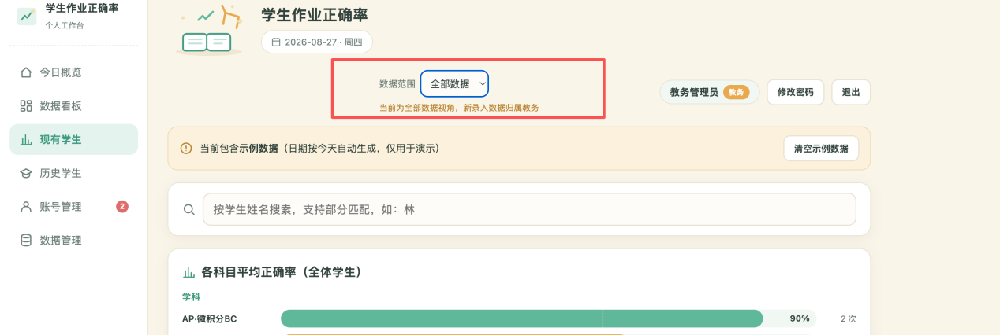 学生作业正确率
个人工作台
今日概览
数据看板
现有学生
历史学生
账号管理 2
数据管理
学生作业正确率
2026-08-27 · 周四
数据范围 全部数据
当前为全部数据视角，新录入数据归属教务
教务管理员 教务 修改密码 退出
当前包含示例数据（日期按今天自动生成，仅用于演示） 清空示例数据
按学生姓名搜索，支持部分匹配，如：林
各科目平均正确率（全体学生）
学科
AP·微积分BC 90% 2 次